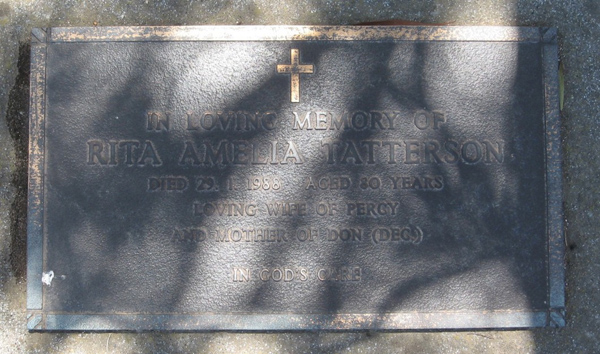 IN LOVING MEMORY OF
RITA AMELIA TATTERSON
DIED 29. 1. 1988 AGED 80 YEARS
LOVING WIFE OF PERCY
AND MOTHER OF DON (DEC.)
IN GOD'S CARE